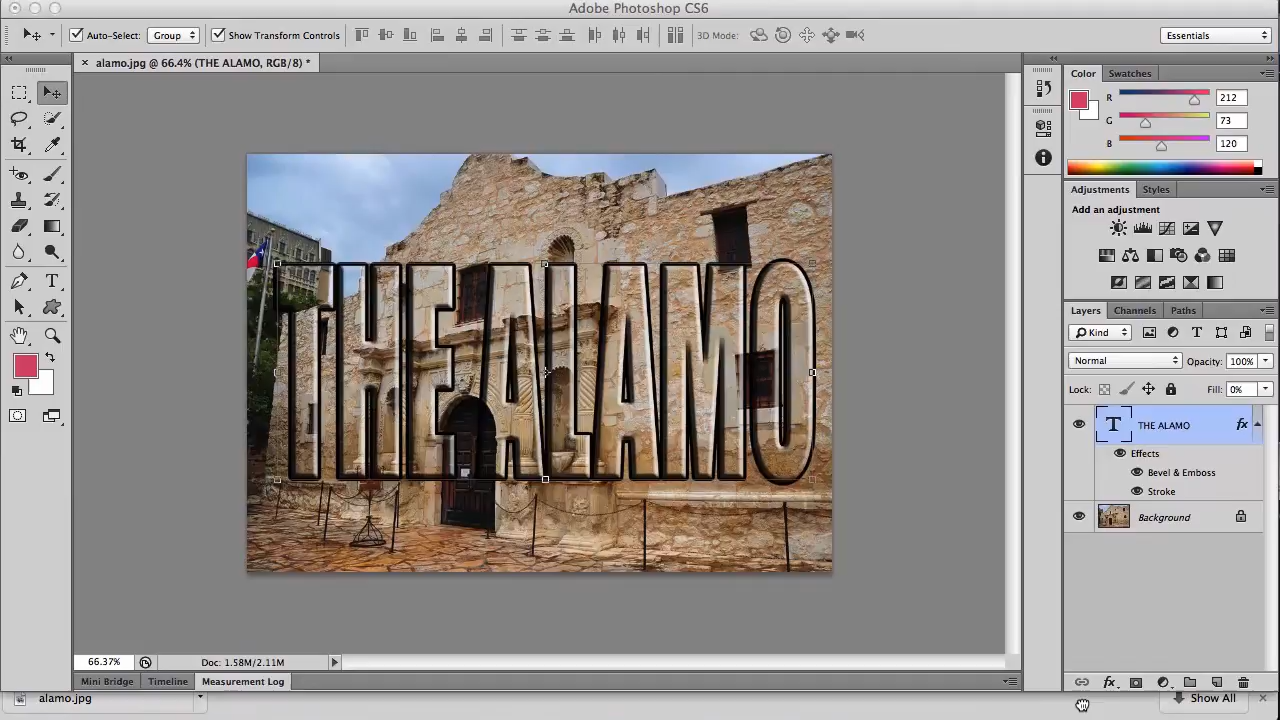 Adobe Photoshop CS6
Auto-Select: Group Show Transform Controls 3D Mode: Essentials
× alamo.jpg @ 66.4% (THE ALAMO, RGB/8) *
Color Swatches
R 212
G 73
B 120
Adjustments Styles
Add an adjustment
THE ALAMO
Layers Channels Paths
Kind
Normal Opacity: 100%
Lock: Fill: 0%
T THE ALAMO fx
Effects
Bevel & Emboss
Stroke
Background
66.37% Doc: 1.58M/2.11M
Mini Bridge Timeline Measurement Log
fx
alamo.jpg Show All